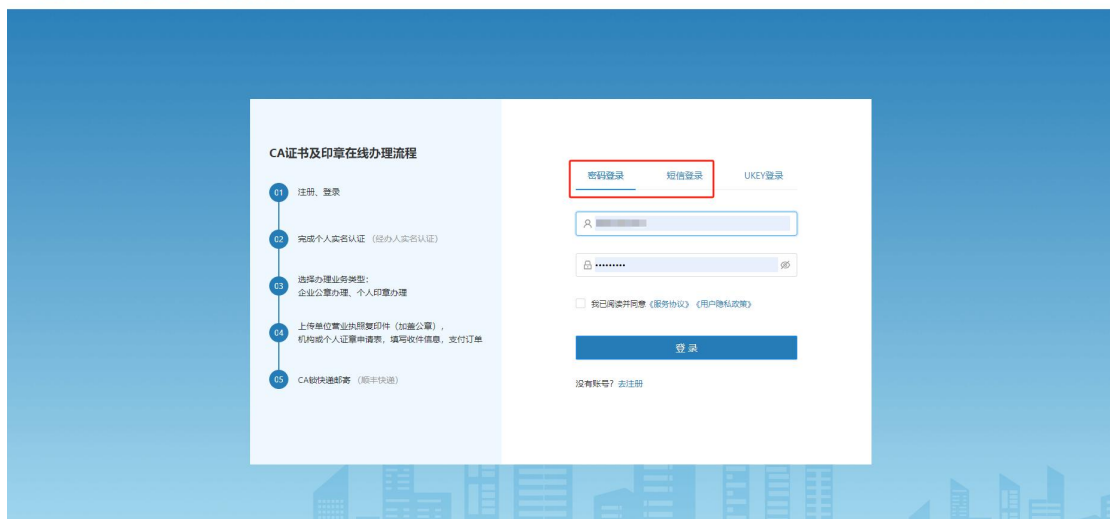 CA证书及印章在线办理流程
01 注册、登录
02 完成个人实名认证（经办人实名认证）
03 选择办理业务类型：
企业公章办理、个人印章办理
04 上传单位营业执照复印件（加盖公章），
机构或个人证章申请表，填写收件信息，支付订单
05 CA锁快递邮寄（顺丰快递）
密码登录 短信登录 UKEY登录
•••••••••
我已阅读并同意《服务协议》《用户隐私政策》
登录
没有账号？去注册